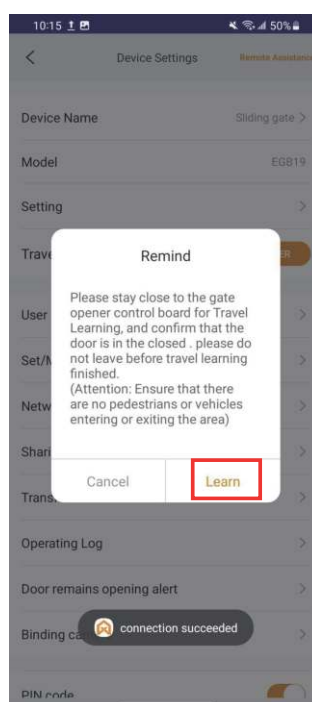 10:15 50%
Device Settings Remote Assistance
Device Name Sliding gate >
Model EG819
Setting >
Trave ER
Remind
Please stay close to the gate
opener control board for Travel
Learning, and confirm that the
door is in the closed . please do
not leave before travel learning
finished.
(Attention: Ensure that there
are no pedestrians or vehicles
entering or exiting the area)
User >
Set/M >
Netw >
Shari >
Cancel Learn
Trans >
Operating Log >
Door remains opening alert >
connection succeeded
Binding ca >
PIN code